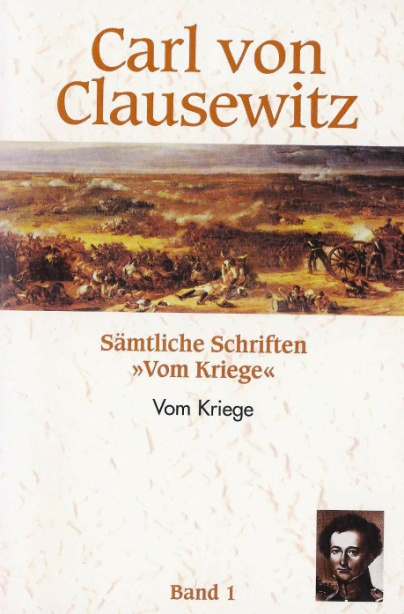 Carl von
Clausewitz
Sämtliche Schriften
»Vom Kriege«
Vom Kriege
Band 1